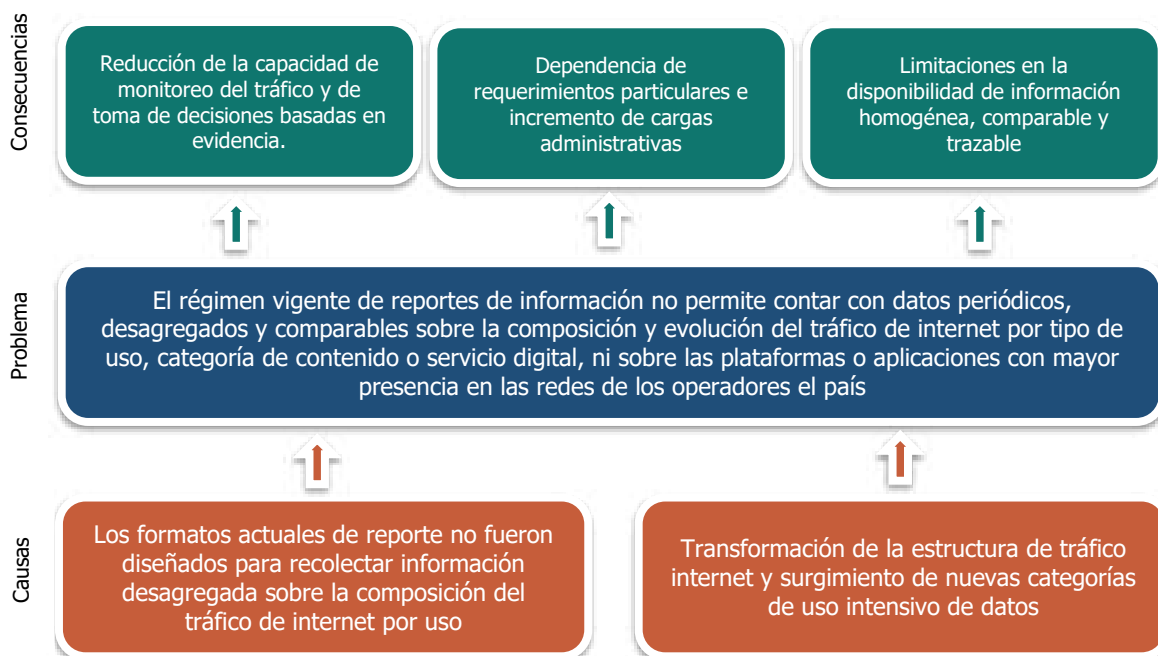 Consecuencias
Reducción de la capacidad de
monitoreo del tráfico y de
toma de decisiones basadas en
evidencia.
Dependencia de
requerimientos particulares e
incremento de cargas
administrativas
Limitaciones en la
disponibilidad de información
homogénea, comparable y
trazable
Problema
El régimen vigente de reportes de información no permite contar con datos periódicos,
desagregados y comparables sobre la composición y evolución del tráfico de internet por tipo de
uso, categoría de contenido o servicio digital, ni sobre las plataformas o aplicaciones con mayor
presencia en las redes de los operadores el país
Causas
Los formatos actuales de reporte no fueron
diseñados para recolectar información
desagregada sobre la composición del
tráfico de internet por uso
Transformación de la estructura de tráfico
internet y surgimiento de nuevas categorías
de uso intensivo de datos